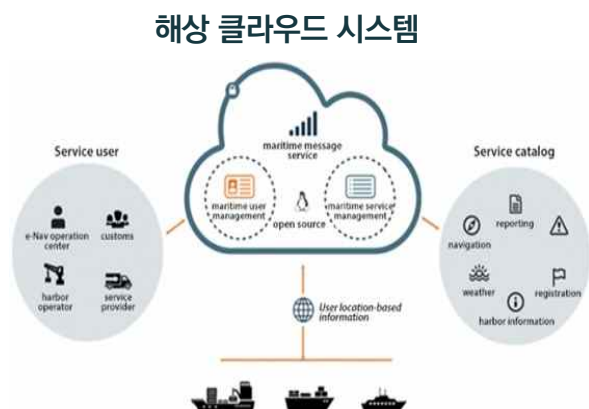 해상 클라우드 시스템
maritime message
service
maritime user
management
open source
maritime service
management
Service user
e-Nav operation
center
customs
harbor
operator
service
provider
Service catalog
reporting
navigation
weather
registration
harbor information
User location-based
information